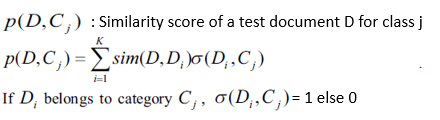 p(D,C_j) : Similarity score of a test document D for class j
p(D,C_j) = \sum_{i=1}^{K} sim(D,D_i)σ(D_i,C_j)
If D_i belongs to category C_j, σ(D_i,C_j)= 1 else 0